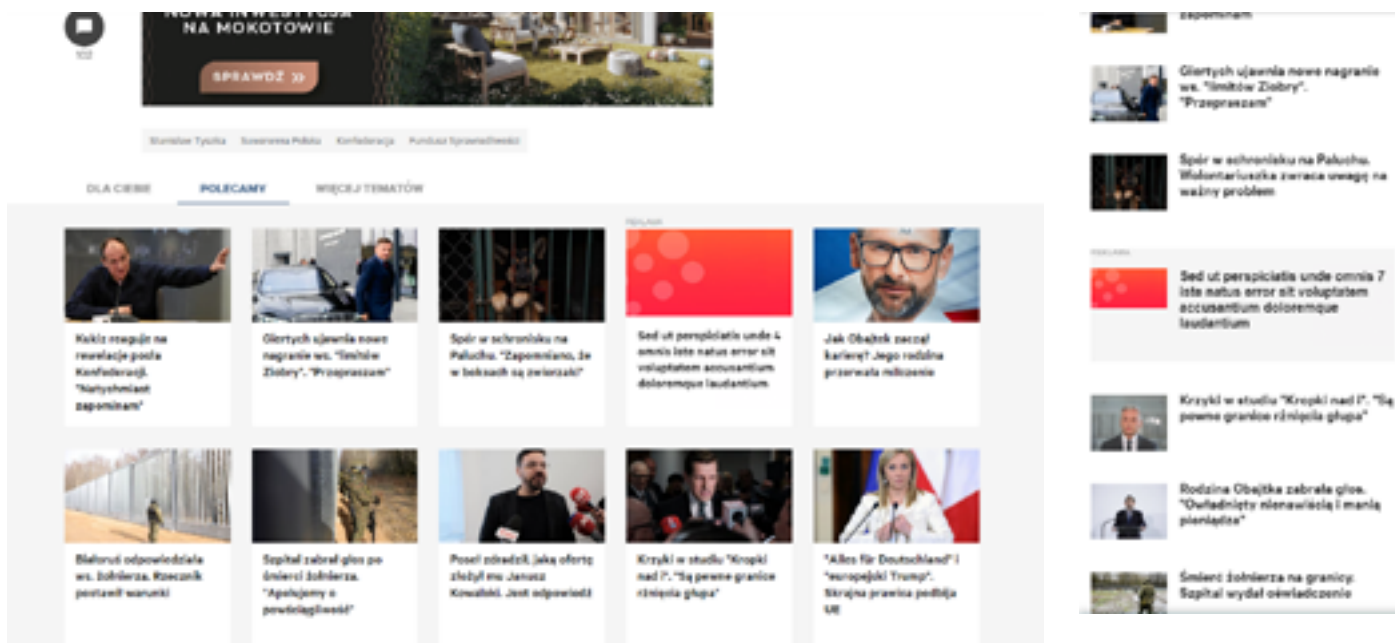 NOWA INWESTYCJA
NA MOKOTOWIE
SPRAWDŹ >>
102
Stanisław Tyszka Suwerenna Polska Konfederacja Fundusz Sprawiedliwości
DLA CIEBIE POLECAMY WIĘCEJ TEMATÓW
Kukiz reaguje na
rewelacje posła
Konfederacji.
"Natychmiast
zapominam"
Giertych ujawnia nowe
nagranie ws. "limitów
Ziobry". "Przepraszam"
Spór w schronisku na
Paluchu. "Zapomniano, że
w boksach są zwierzaki"
REKLAMA
Sed ut perspiciatis unde 4
omnis iste natus error sit
voluptatem accusantium
doloremque laudantium
Jak Obajtek zaczął
karierę? Jego rodzina
przerwała milczenie
Białoruś odpowiedziała
ws. żołnierza. Rzecznik
postawił warunki
Szpital zabrał głos po
śmierci żołnierza.
"Apelujemy o
powściągliwość"
Poseł zdradził, jaką ofertę
złożył mu Janusz
Kowalski. Jest odpowiedź
Krzyki w studiu "Kropki
nad i". "Są pewne granice
rżnięcia głupa"
"Alles für Deutschland" i
"europejski Trump".
Skrajna prawica podbija
UE
zapominam"
Giertych ujawnia nowe nagranie
ws. "limitów Ziobry".
"Przepraszam"
Spór w schronisku na Paluchu.
Wolontariuszka zwraca uwagę na
ważny problem
REKLAMA
Sed ut perspiciatis unde omnis 7
iste natus error sit voluptatem
accusantium doloremque
laudantium
Krzyki w studiu "Kropki nad i". "Są
pewne granice rżnięcia głupa"
Rodzina Obajtka zabrała głos.
"Owładnięty nienawiścią i manią
pieniądza"
Śmierć żołnierza na granicy.
Szpital wydał oświadczenie